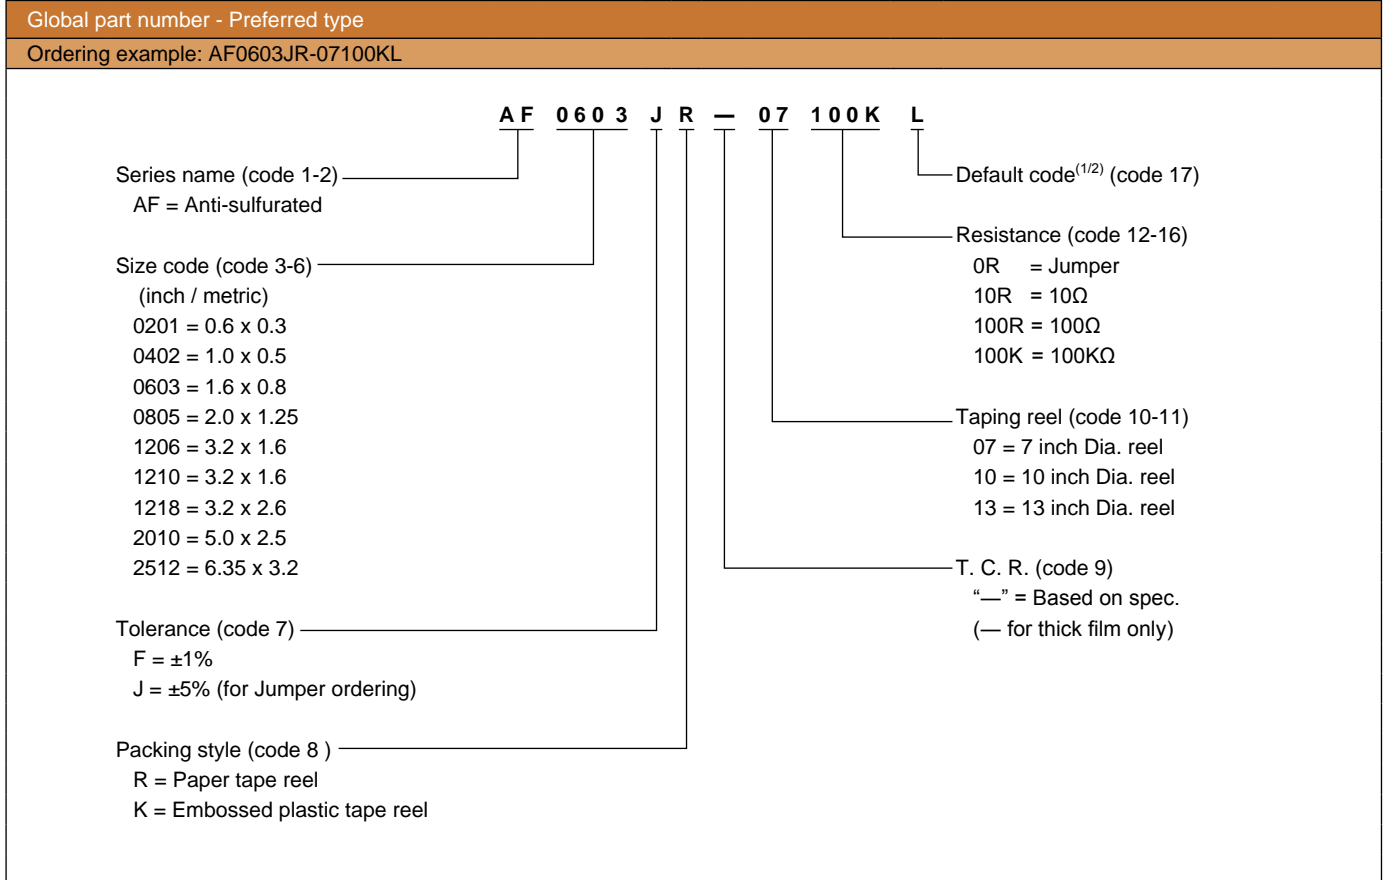 Global part number - Preferred type
Ordering example: AF0603JR-07100KL
AF 0603 J R — 07 100K L
Series name (code 1-2)
AF = Anti-sulfurated
Size code (code 3-6)
(inch / metric)
0201 = 0.6 x 0.3
0402 = 1.0 x 0.5
0603 = 1.6 x 0.8
0805 = 2.0 x 1.25
1206 = 3.2 x 1.6
1210 = 3.2 x 1.6
1218 = 3.2 x 2.6
2010 = 5.0 x 2.5
2512 = 6.35 x 3.2
Tolerance (code 7)
F = ±1%
J = ±5% (for Jumper ordering)
Packing style (code 8 )
R = Paper tape reel
K = Embossed plastic tape reel
Default code(1/2) (code 17)
Resistance (code 12-16)
0R = Jumper
10R = 10Ω
100R = 100Ω
100K = 100KΩ
Taping reel (code 10-11)
07 = 7 inch Dia. reel
10 = 10 inch Dia. reel
13 = 13 inch Dia. reel
T. C. R. (code 9)
“—” = Based on spec.
(— for thick film only)